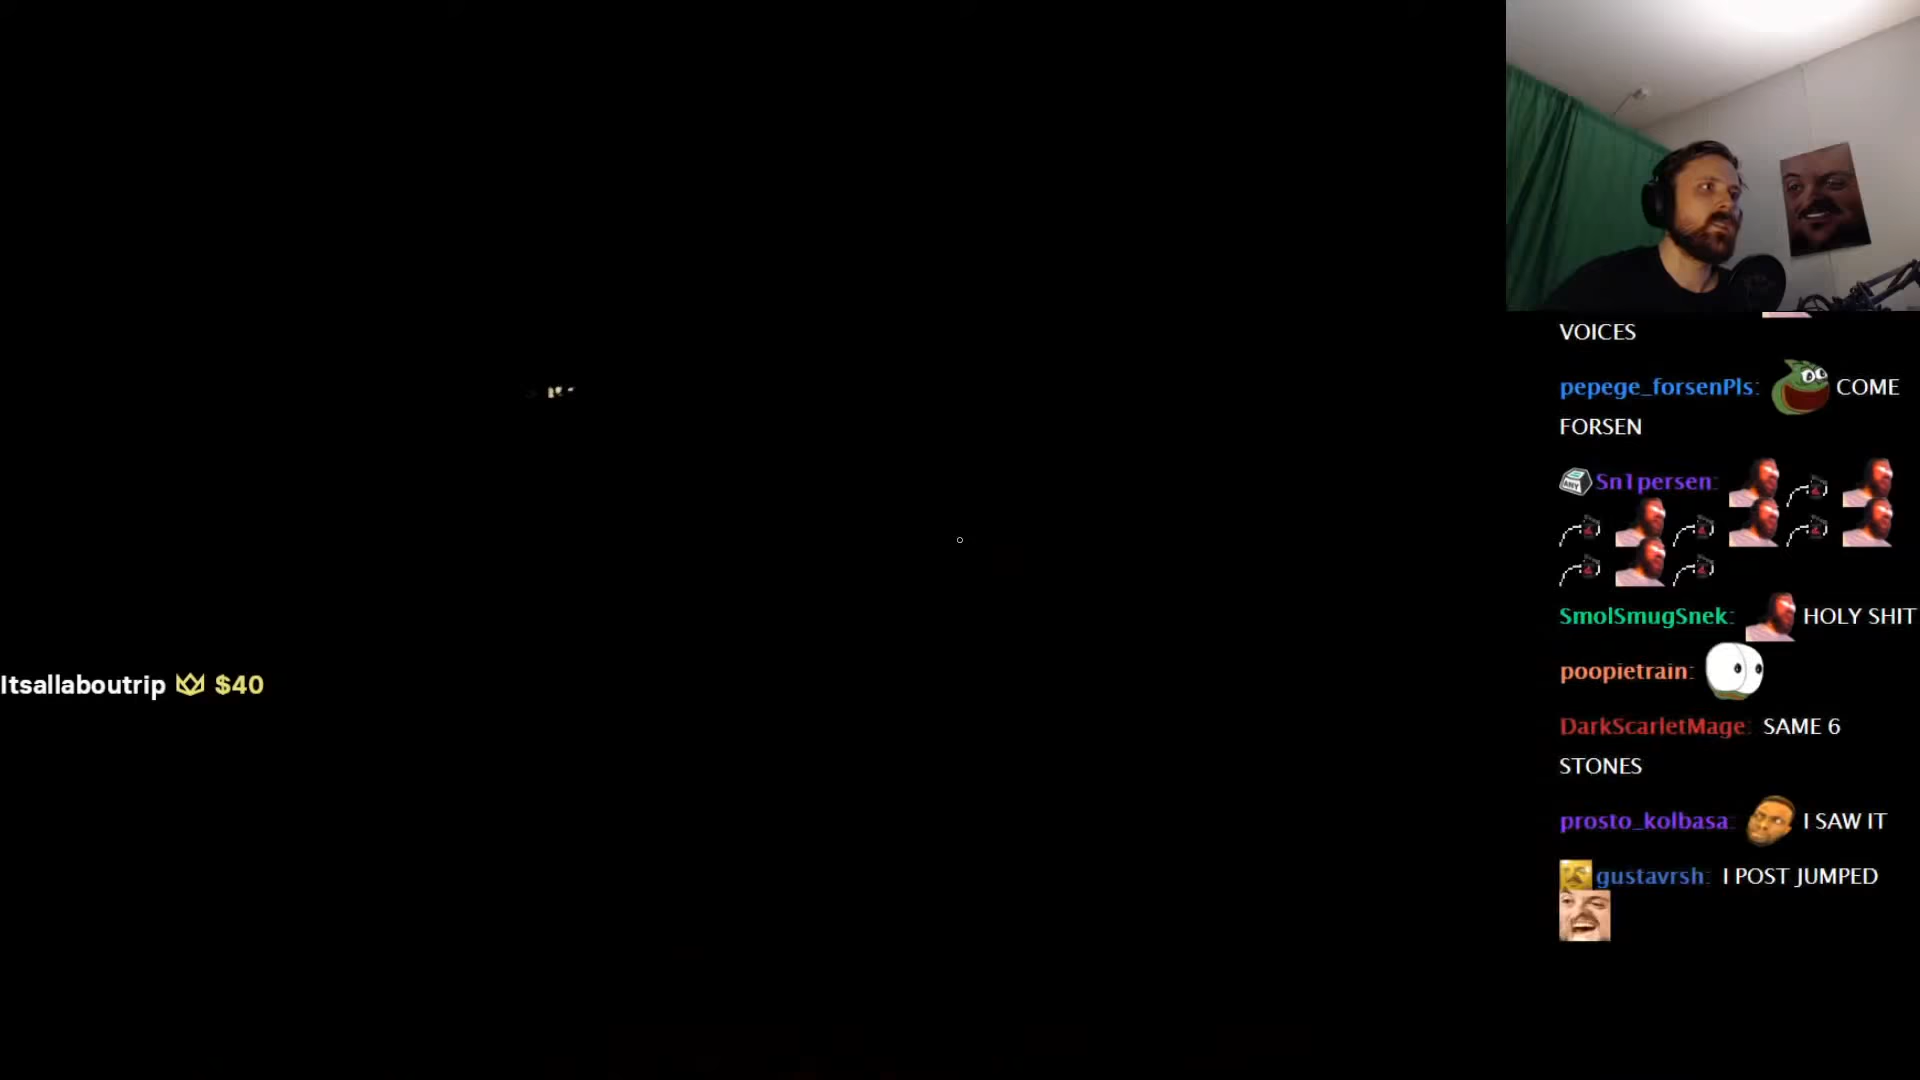 VOICES
pepege_forsenPls: COME
FORSEN
Sn1persen:
SmolSmugSnek: HOLY SHIT
poopietrain:
DarkScarletMage: SAME 6
STONES
prosto_kolbasa: I SAW IT
gustavrsh: I POST JUMPED
Itsallaboutrip $40